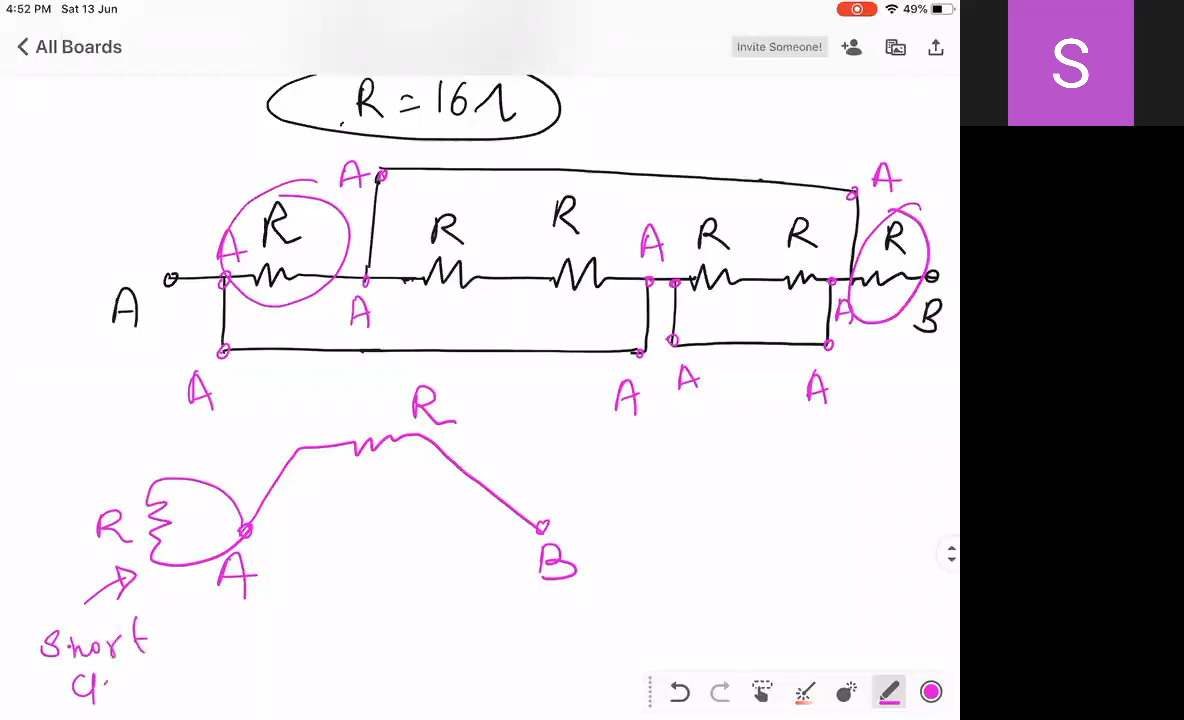 4:52 PM Sat 13 Jun
49%
All Boards
Invite Someone!
S
R = 16Ω
A A
R R R R R R
A A
A A A A B
A A A A
R
R
A B
Short